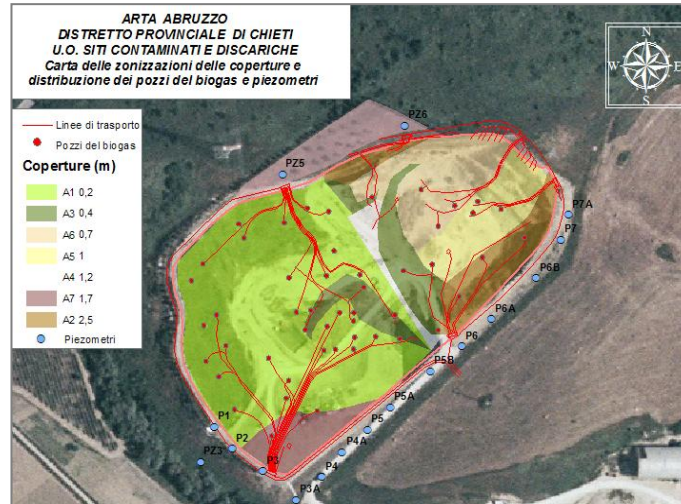 ARTA ABRUZZO
DISTRETTO PROVINCIALE DI CHIETI
U.O. SITI CONTAMINATI E DISCARICHE
Carta delle zonizzazioni delle coperture e
distribuzione dei pozzi del biogas e piezometri
N
W E
S
Linee di trasporto
Pozzi del biogas
Coperture (m)
A1 0,2
A3 0,4
A6 0,7
A5 1
A4 1,2
A7 1,7
A2 2,5
Piezometri
PZ6
PZ5
P7A
P7
P6B
P6A
P6
P5B
P5A
P5
P4A
P4
P3A
P3
P2
P1
PZ3